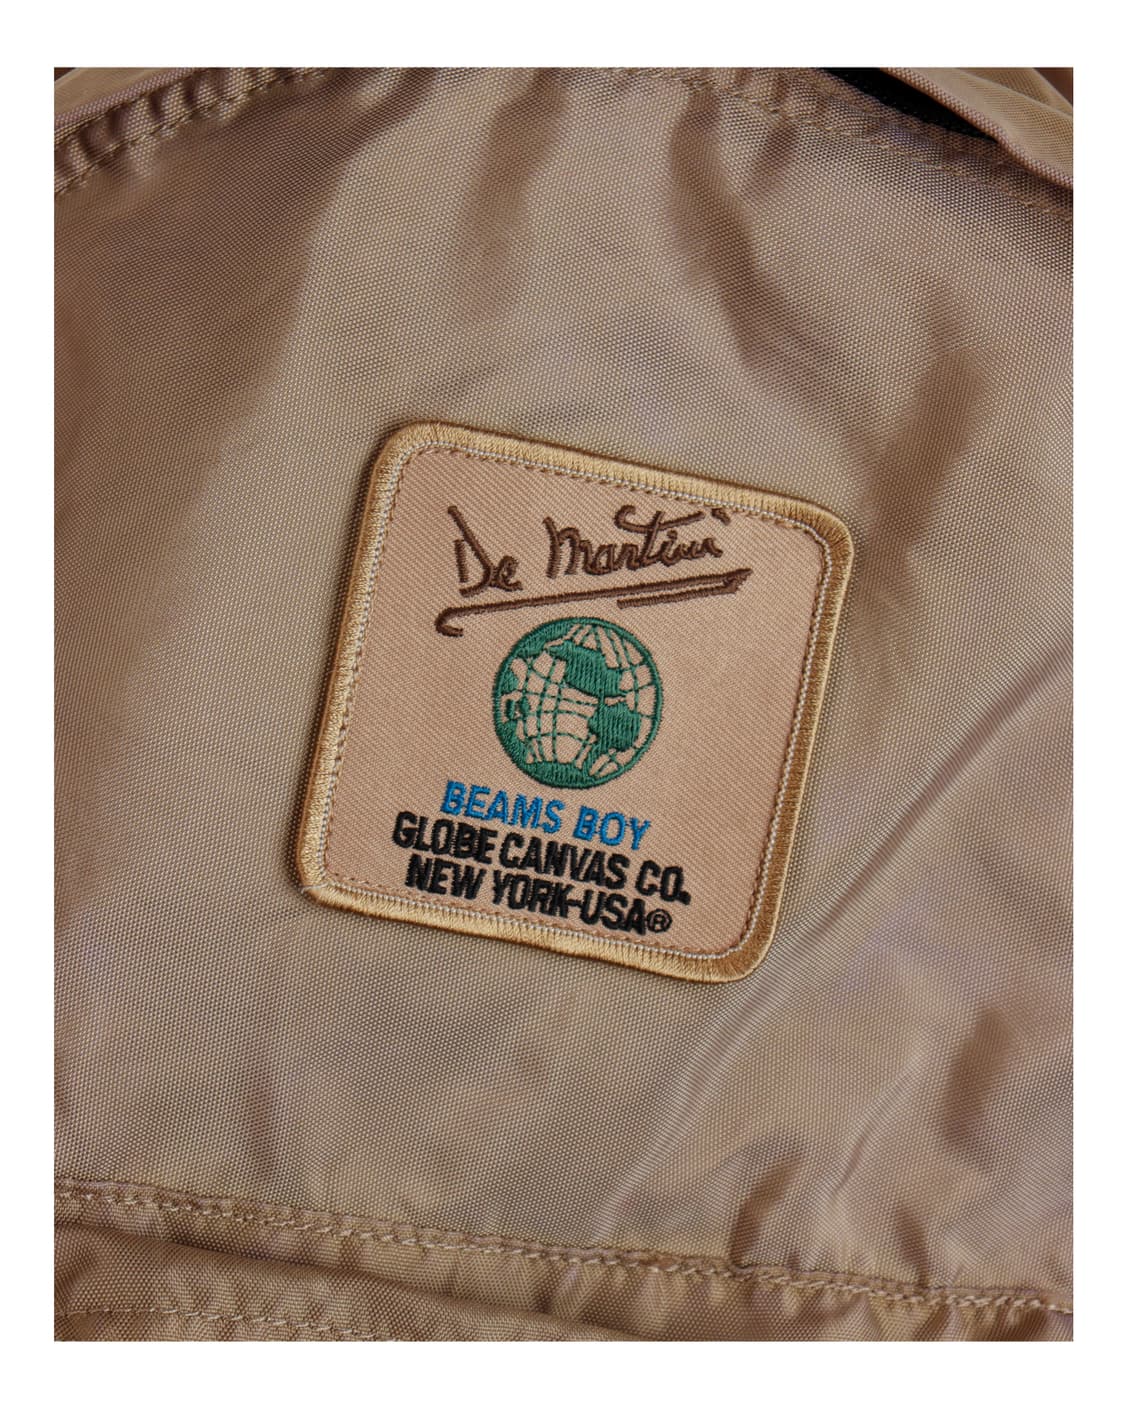 De Martini
BEAMS BOY
GLOBE CANVAS CO.
NEW YORK-USA®